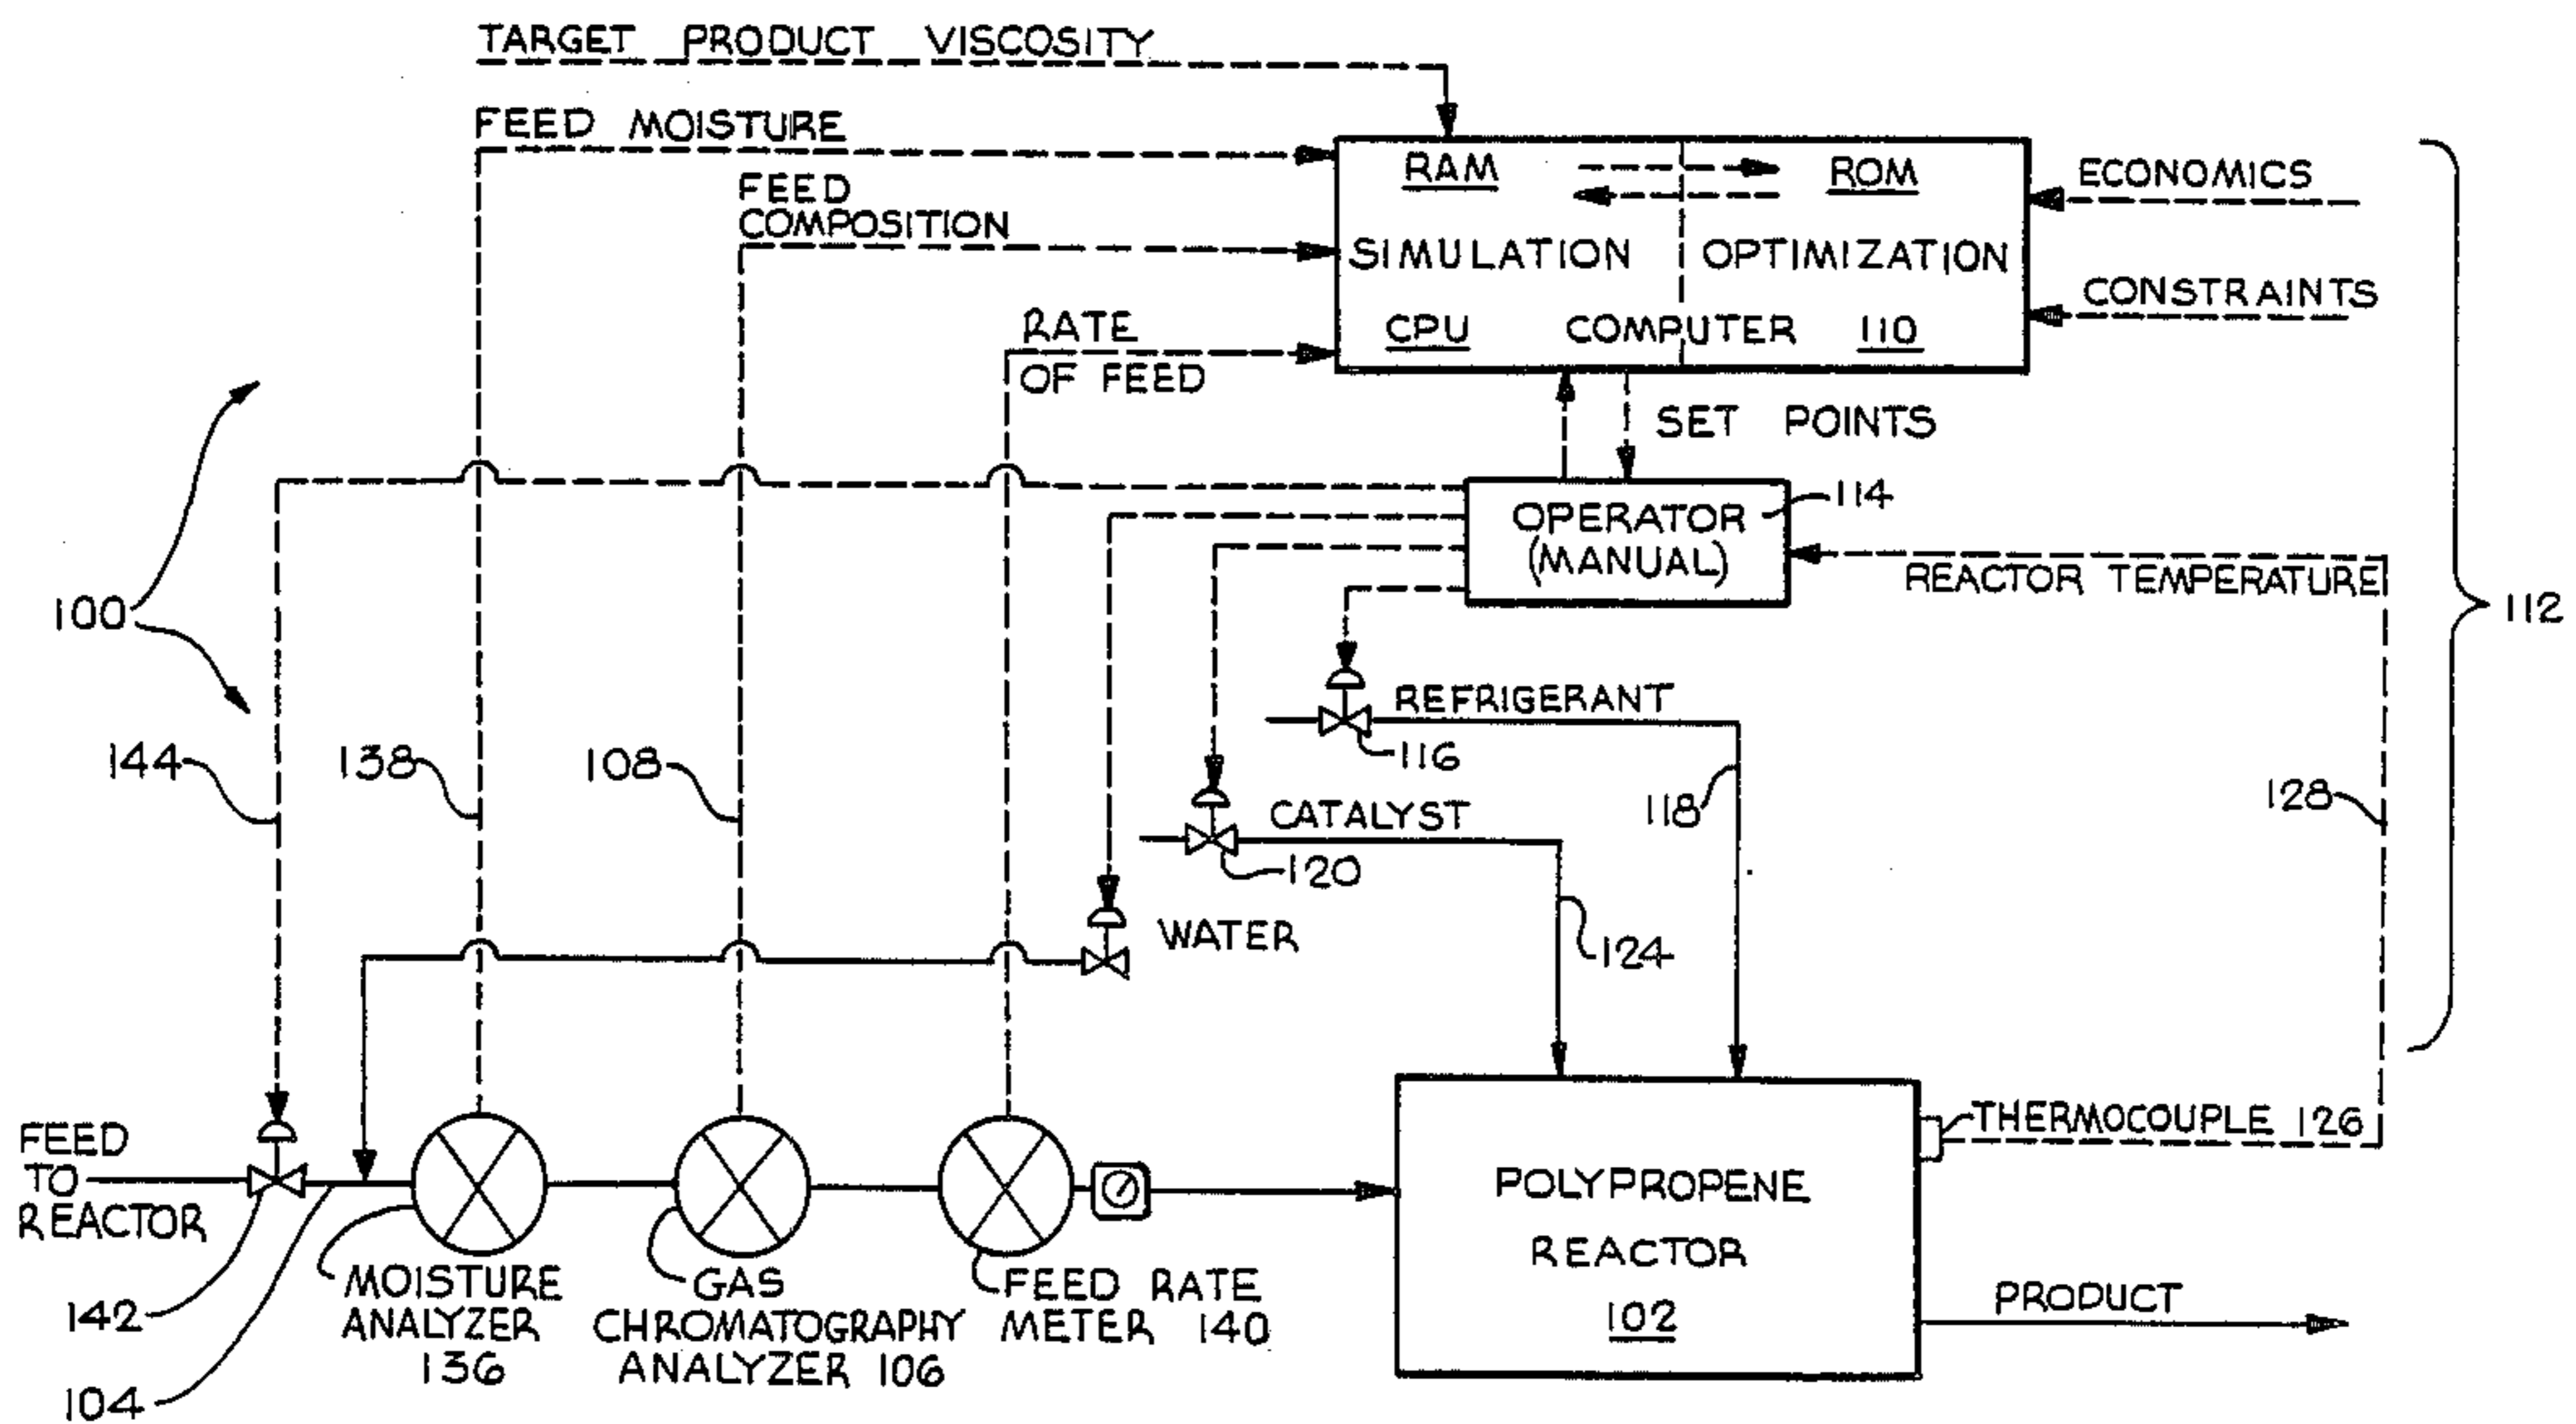 TARGET PRODUCT VISCOSITY
FEED MOISTURE
FEED
COMPOSITION
RATE
OF FEED
RAM
ROM
SIMULATION
OPTIMIZATION
CPU
COMPUTER
110
ECONOMICS
CONSTRAINTS
SET POINTS
OPERATOR
(MANUAL)
114
REACTOR TEMPERATURE
112
100
144
138
108
REFRIGERANT
116
118
CATALYST
120
124
128
WATER
FEED
TO
REACTOR
142
104
MOISTURE
ANALYZER
136
GAS
CHROMATOGRAPHY
ANALYZER 106
FEED RATE
METER 140
POLYPROPENE
REACTOR
102
THERMOCOUPLE 126
PRODUCT